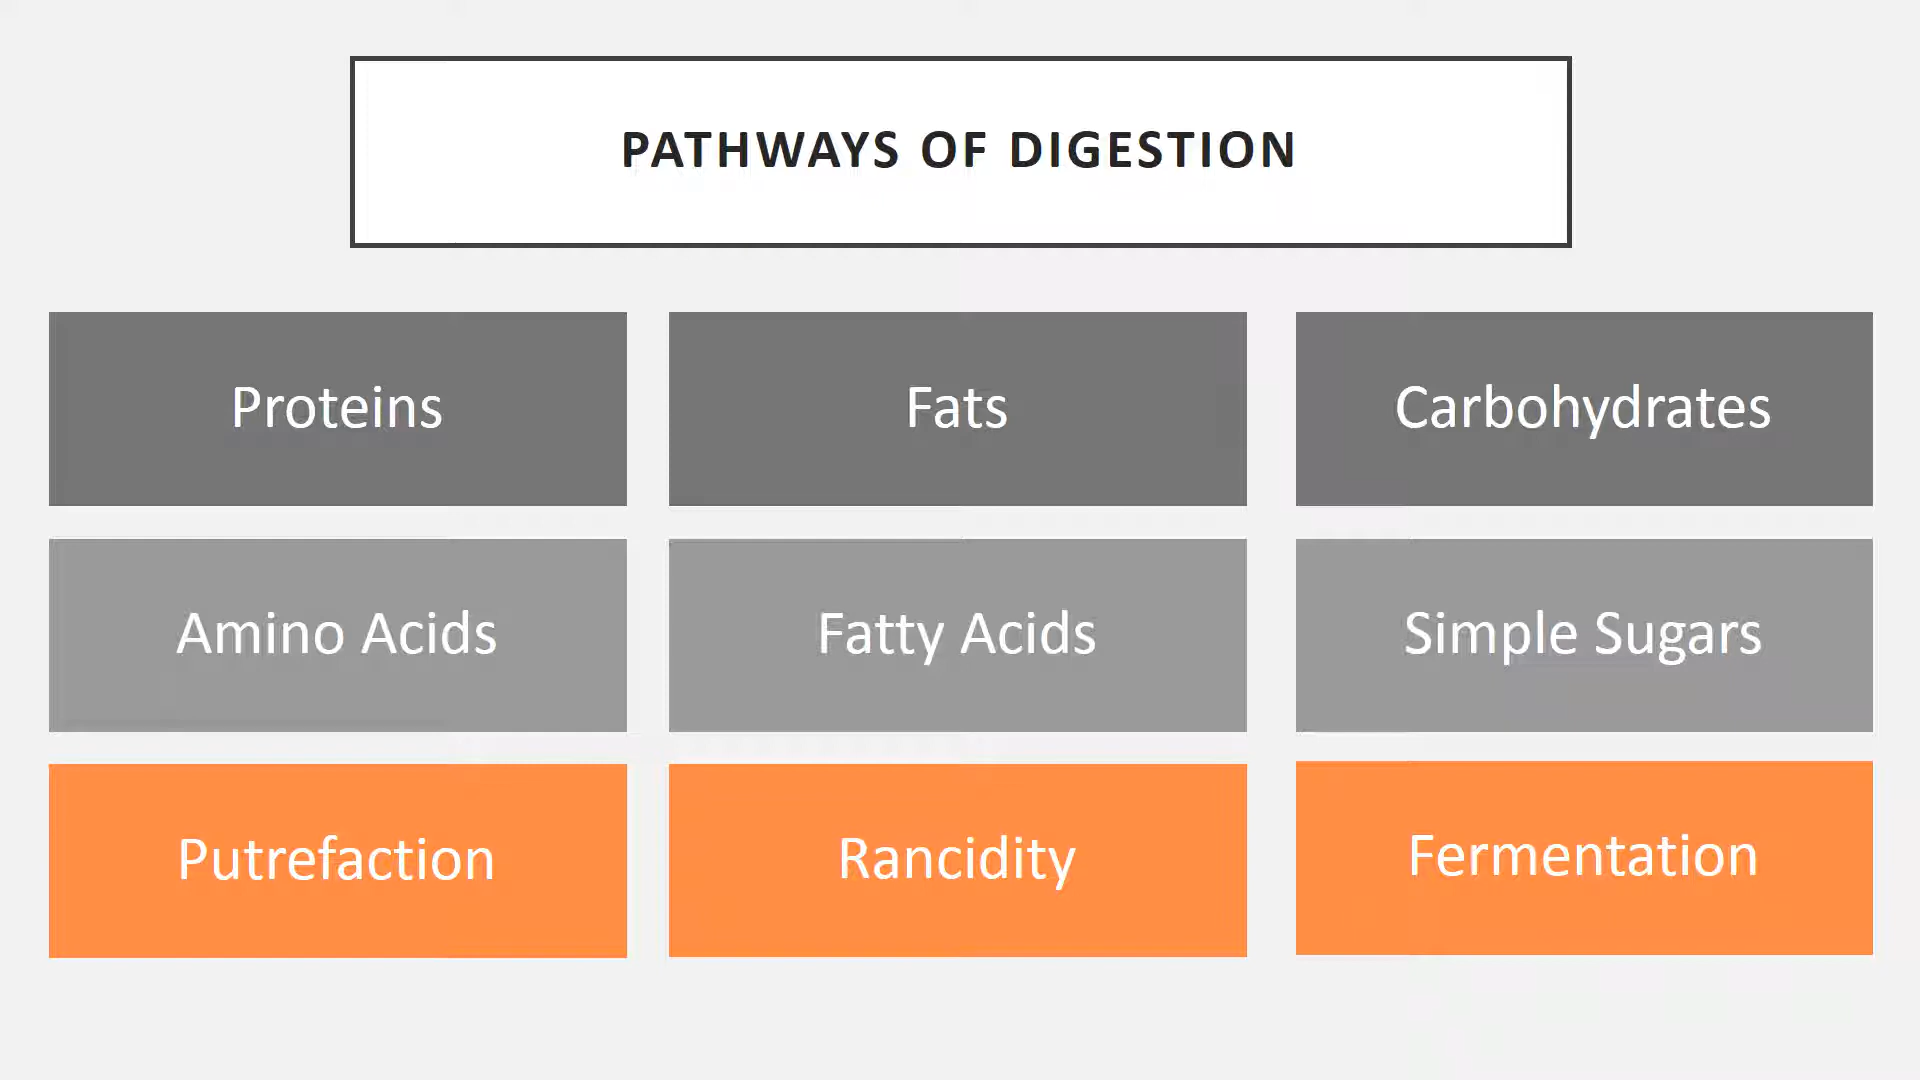 PATHWAYS OF DIGESTION
Proteins
Fats
Carbohydrates
Amino Acids
Fatty Acids
Simple Sugars
Putrefaction
Rancidity
Fermentation